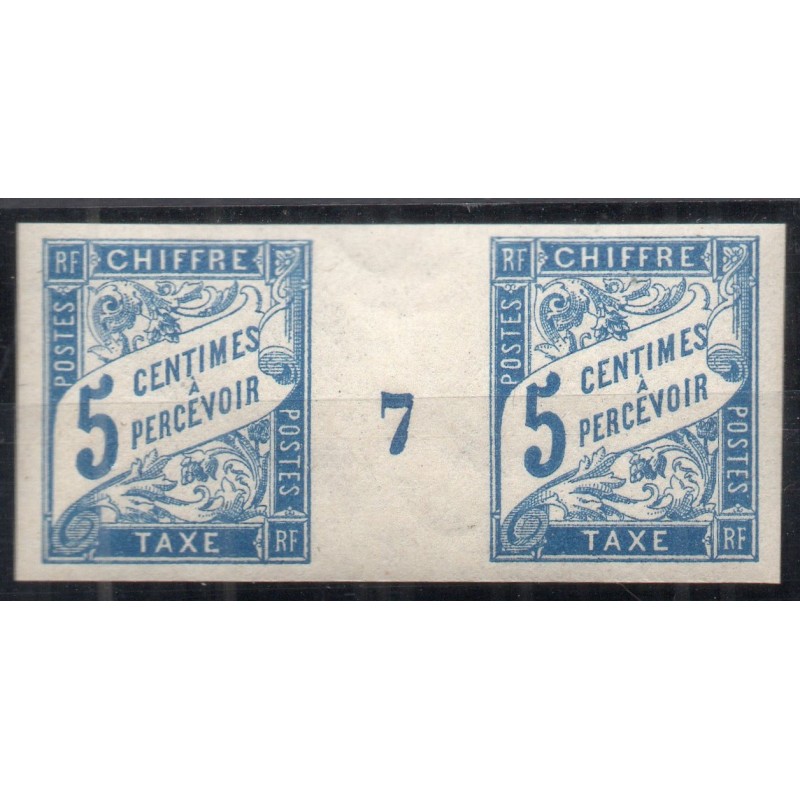 RF CHIFFRE
POSTES
5 CENTIMES
À
PERCEVOIR
POSTES
TAXE RF
7
RF CHIFFRE
POSTES
5 CENTIMES
À
PERCEVOIR
POSTES
TAXE RF